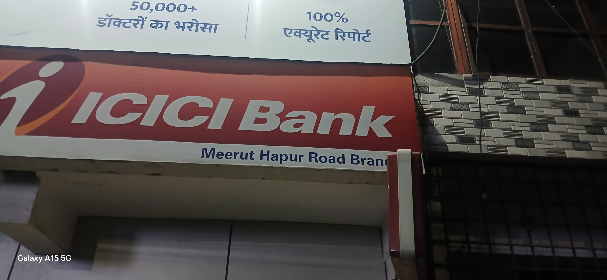 50,000+
डॉक्टरों का भरोसा
100%
एक्यूरेट रिपोर्ट
ICICI Bank
Meerut Hapur Road Branc
Galaxy A15 5G